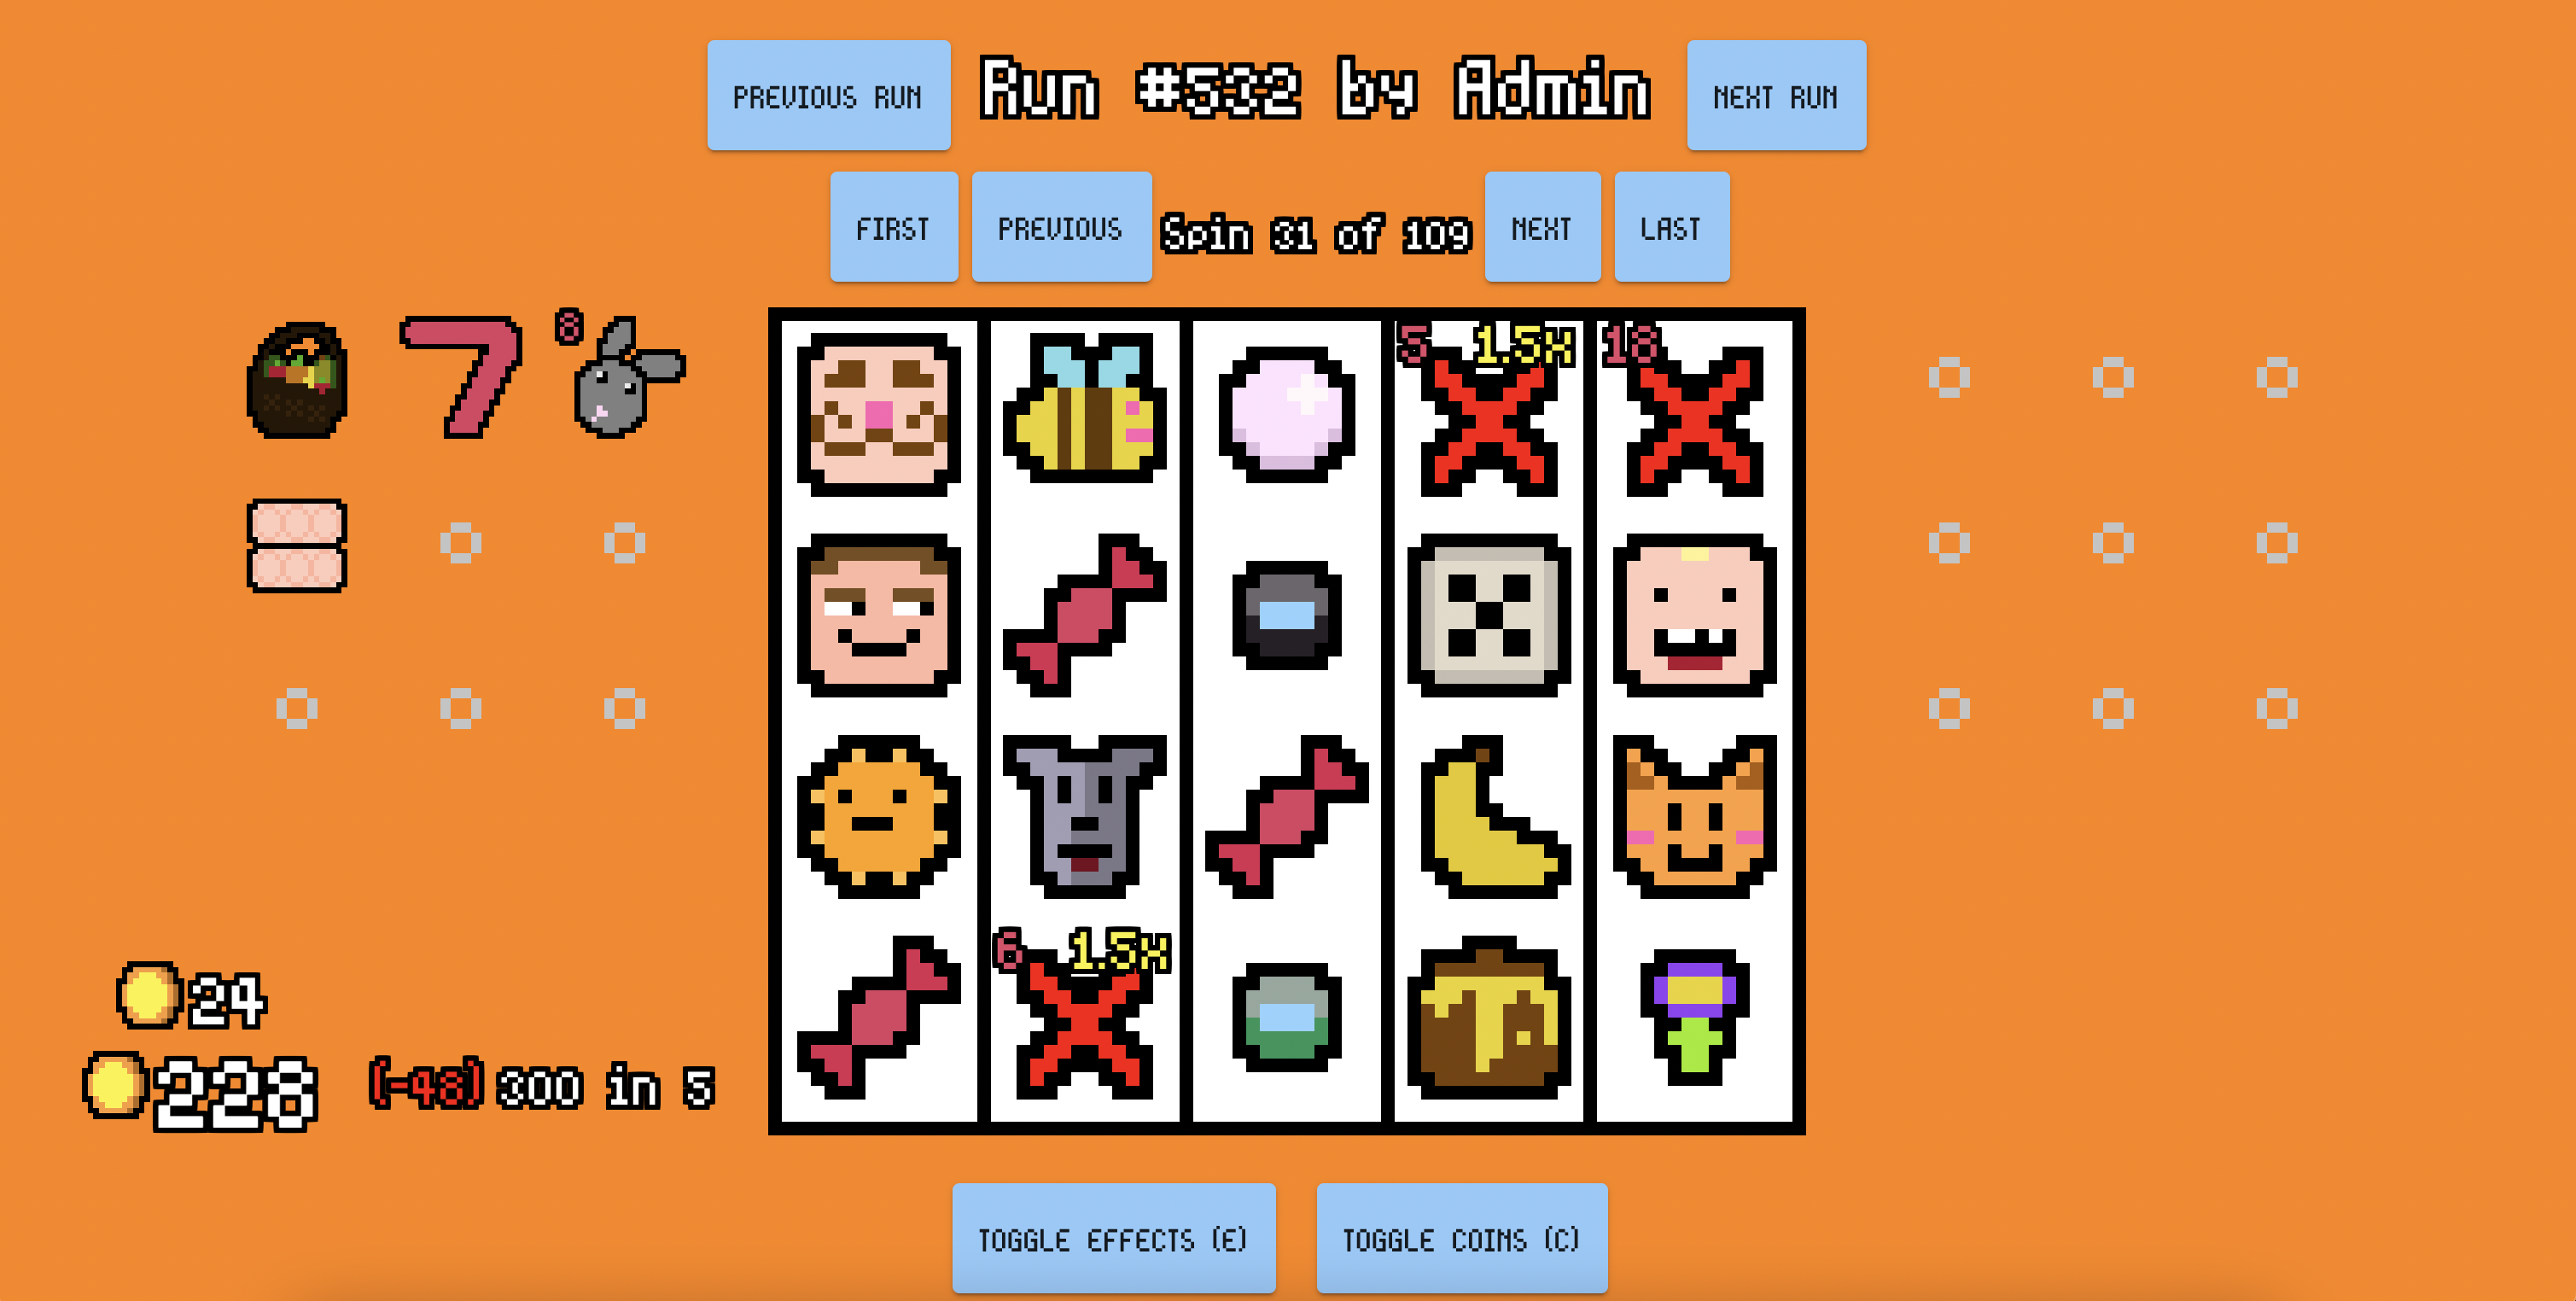 PREVIOUS RUN
Run #532 by Admin
NEXT RUN
FIRST
PREVIOUS
Spin 31 of 109
NEXT
LAST
7
8
5 1.5X
18
6 1.5X
24
228 (-48) 300 in 5
TOGGLE EFFECTS (E)
TOGGLE COINS (C)